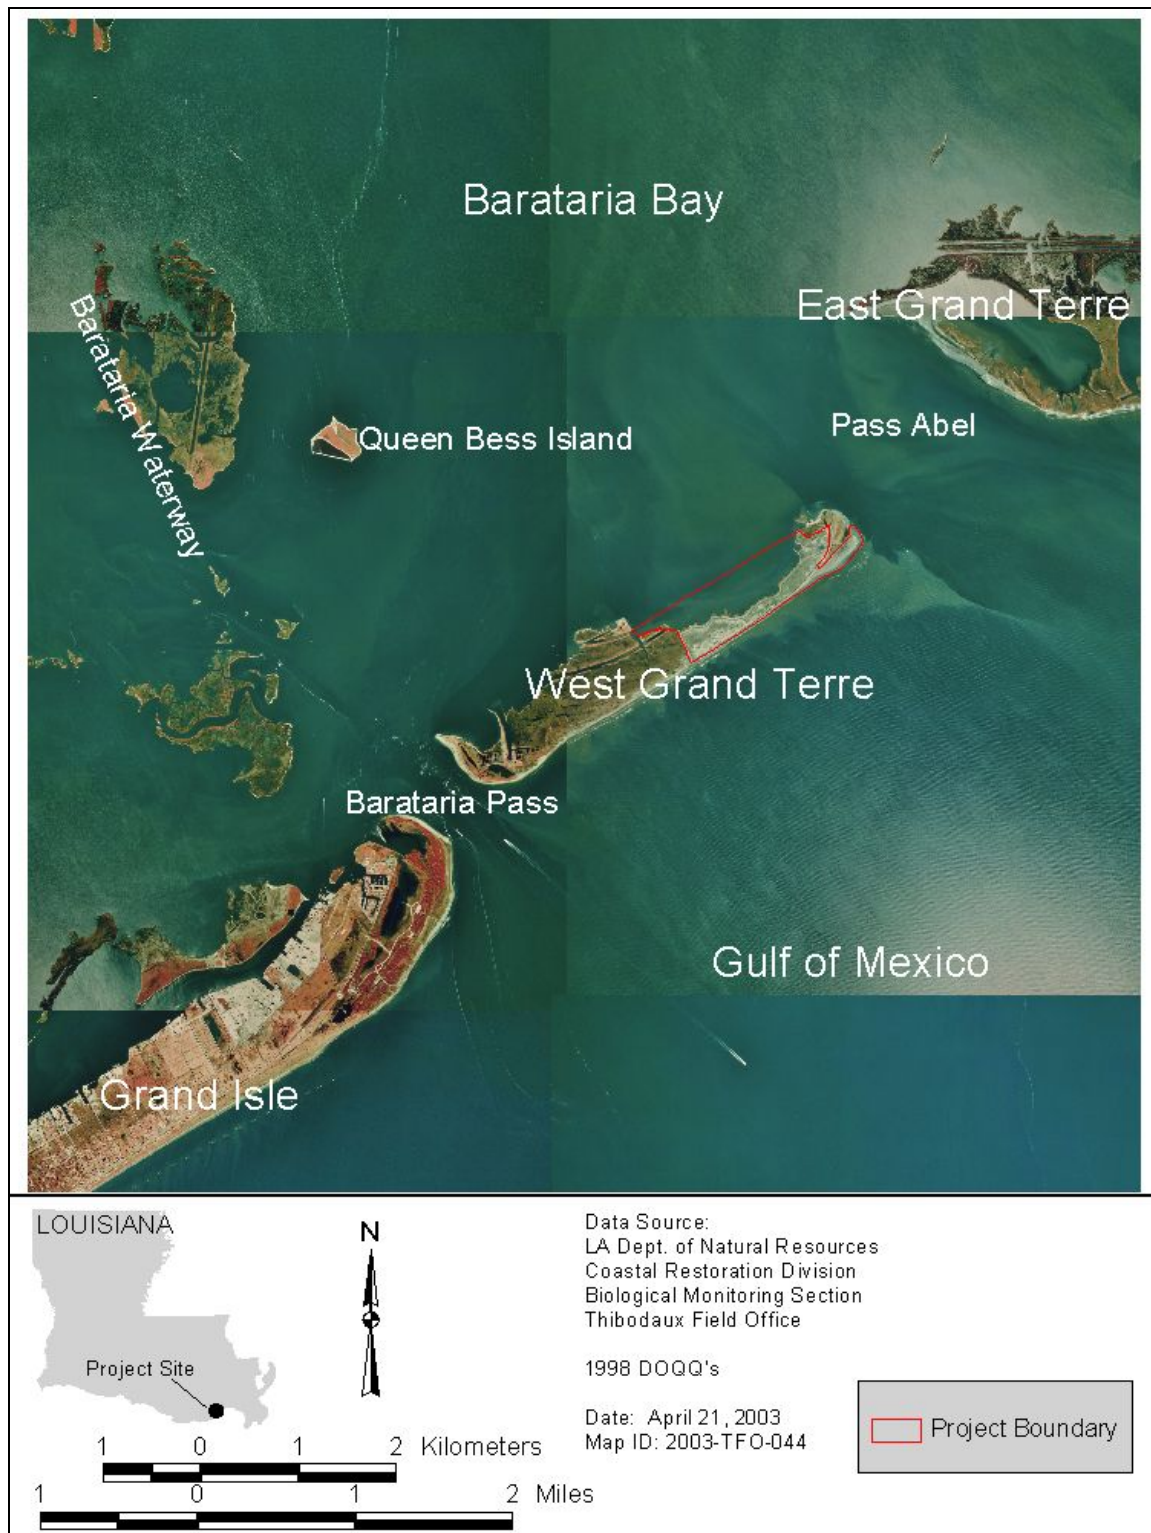 Barataria Bay
East Grand Terre
Barataria Waterway
Pass Abel
Queen Bess Island
West Grand Terre
Barataria Pass
Gulf of Mexico
Grand Isle
LOUISIANA
Project Site
N
Data Source:
LA Dept. of Natural Resources
Coastal Restoration Division
Biological Monitoring Section
Thibodaux Field Office
1998 DOQQ's
Date: April 21, 2003
Map ID: 2003-TFO-044
Project Boundary
1 0 1 2 Kilometers
1 0 1 2 Miles